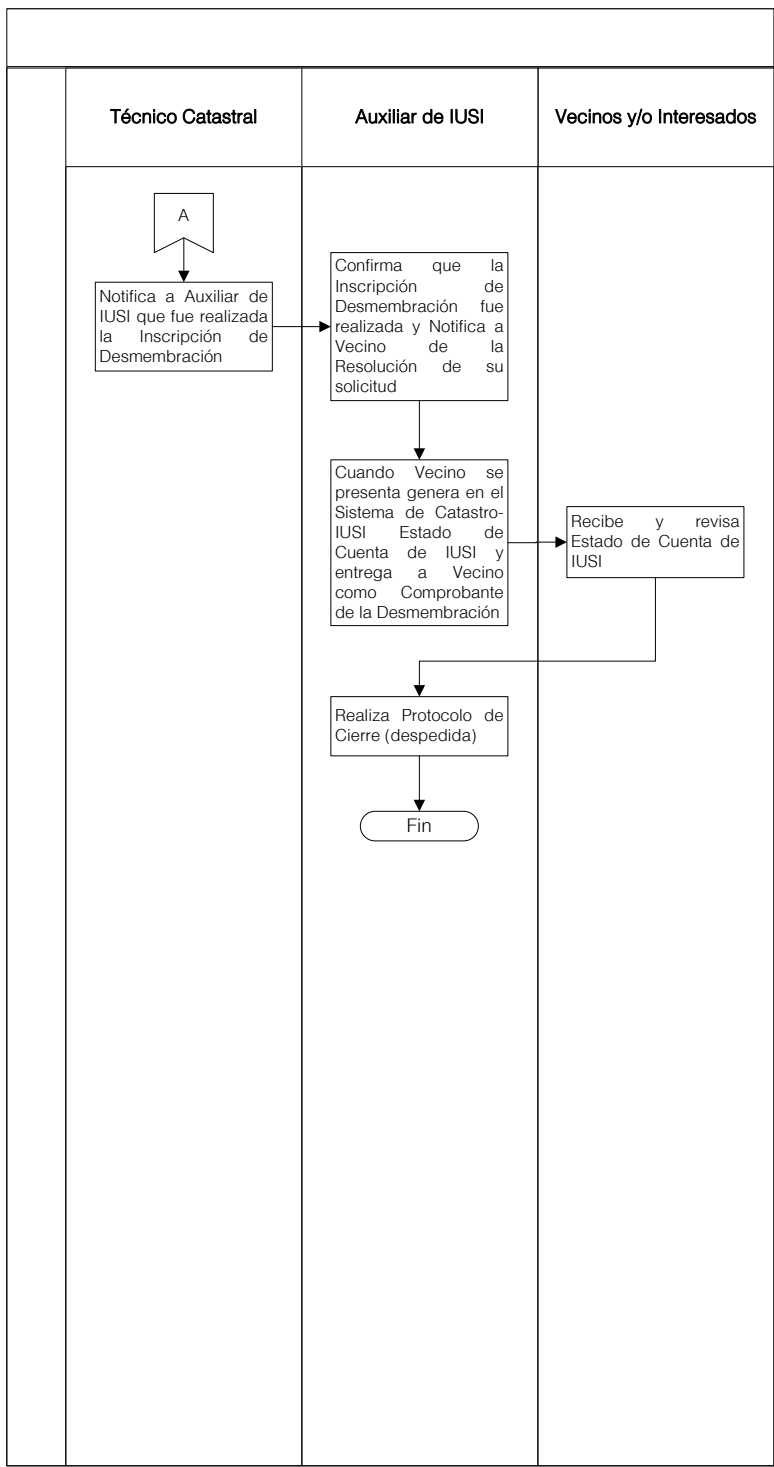 Técnico Catastral
Auxiliar de IUSI
Vecinos y/o Interesados
A
Notifica a Auxiliar de
IUSI que fue realizada
la Inscripción de
Desmembración
Confirma que la
Inscripción de
Desmembración fue
realizada y Notifica a
Vecino de la
Resolución de su
solicitud
Cuando Vecino se
presenta genera en el
Sistema de Catastro-
IUSI Estado de
Cuenta de IUSI y
entrega a Vecino
como Comprobante
de la Desmembración
Recibe y revisa
Estado de Cuenta de
IUSI
Realiza Protocolo de
Cierre (despedida)
Fin